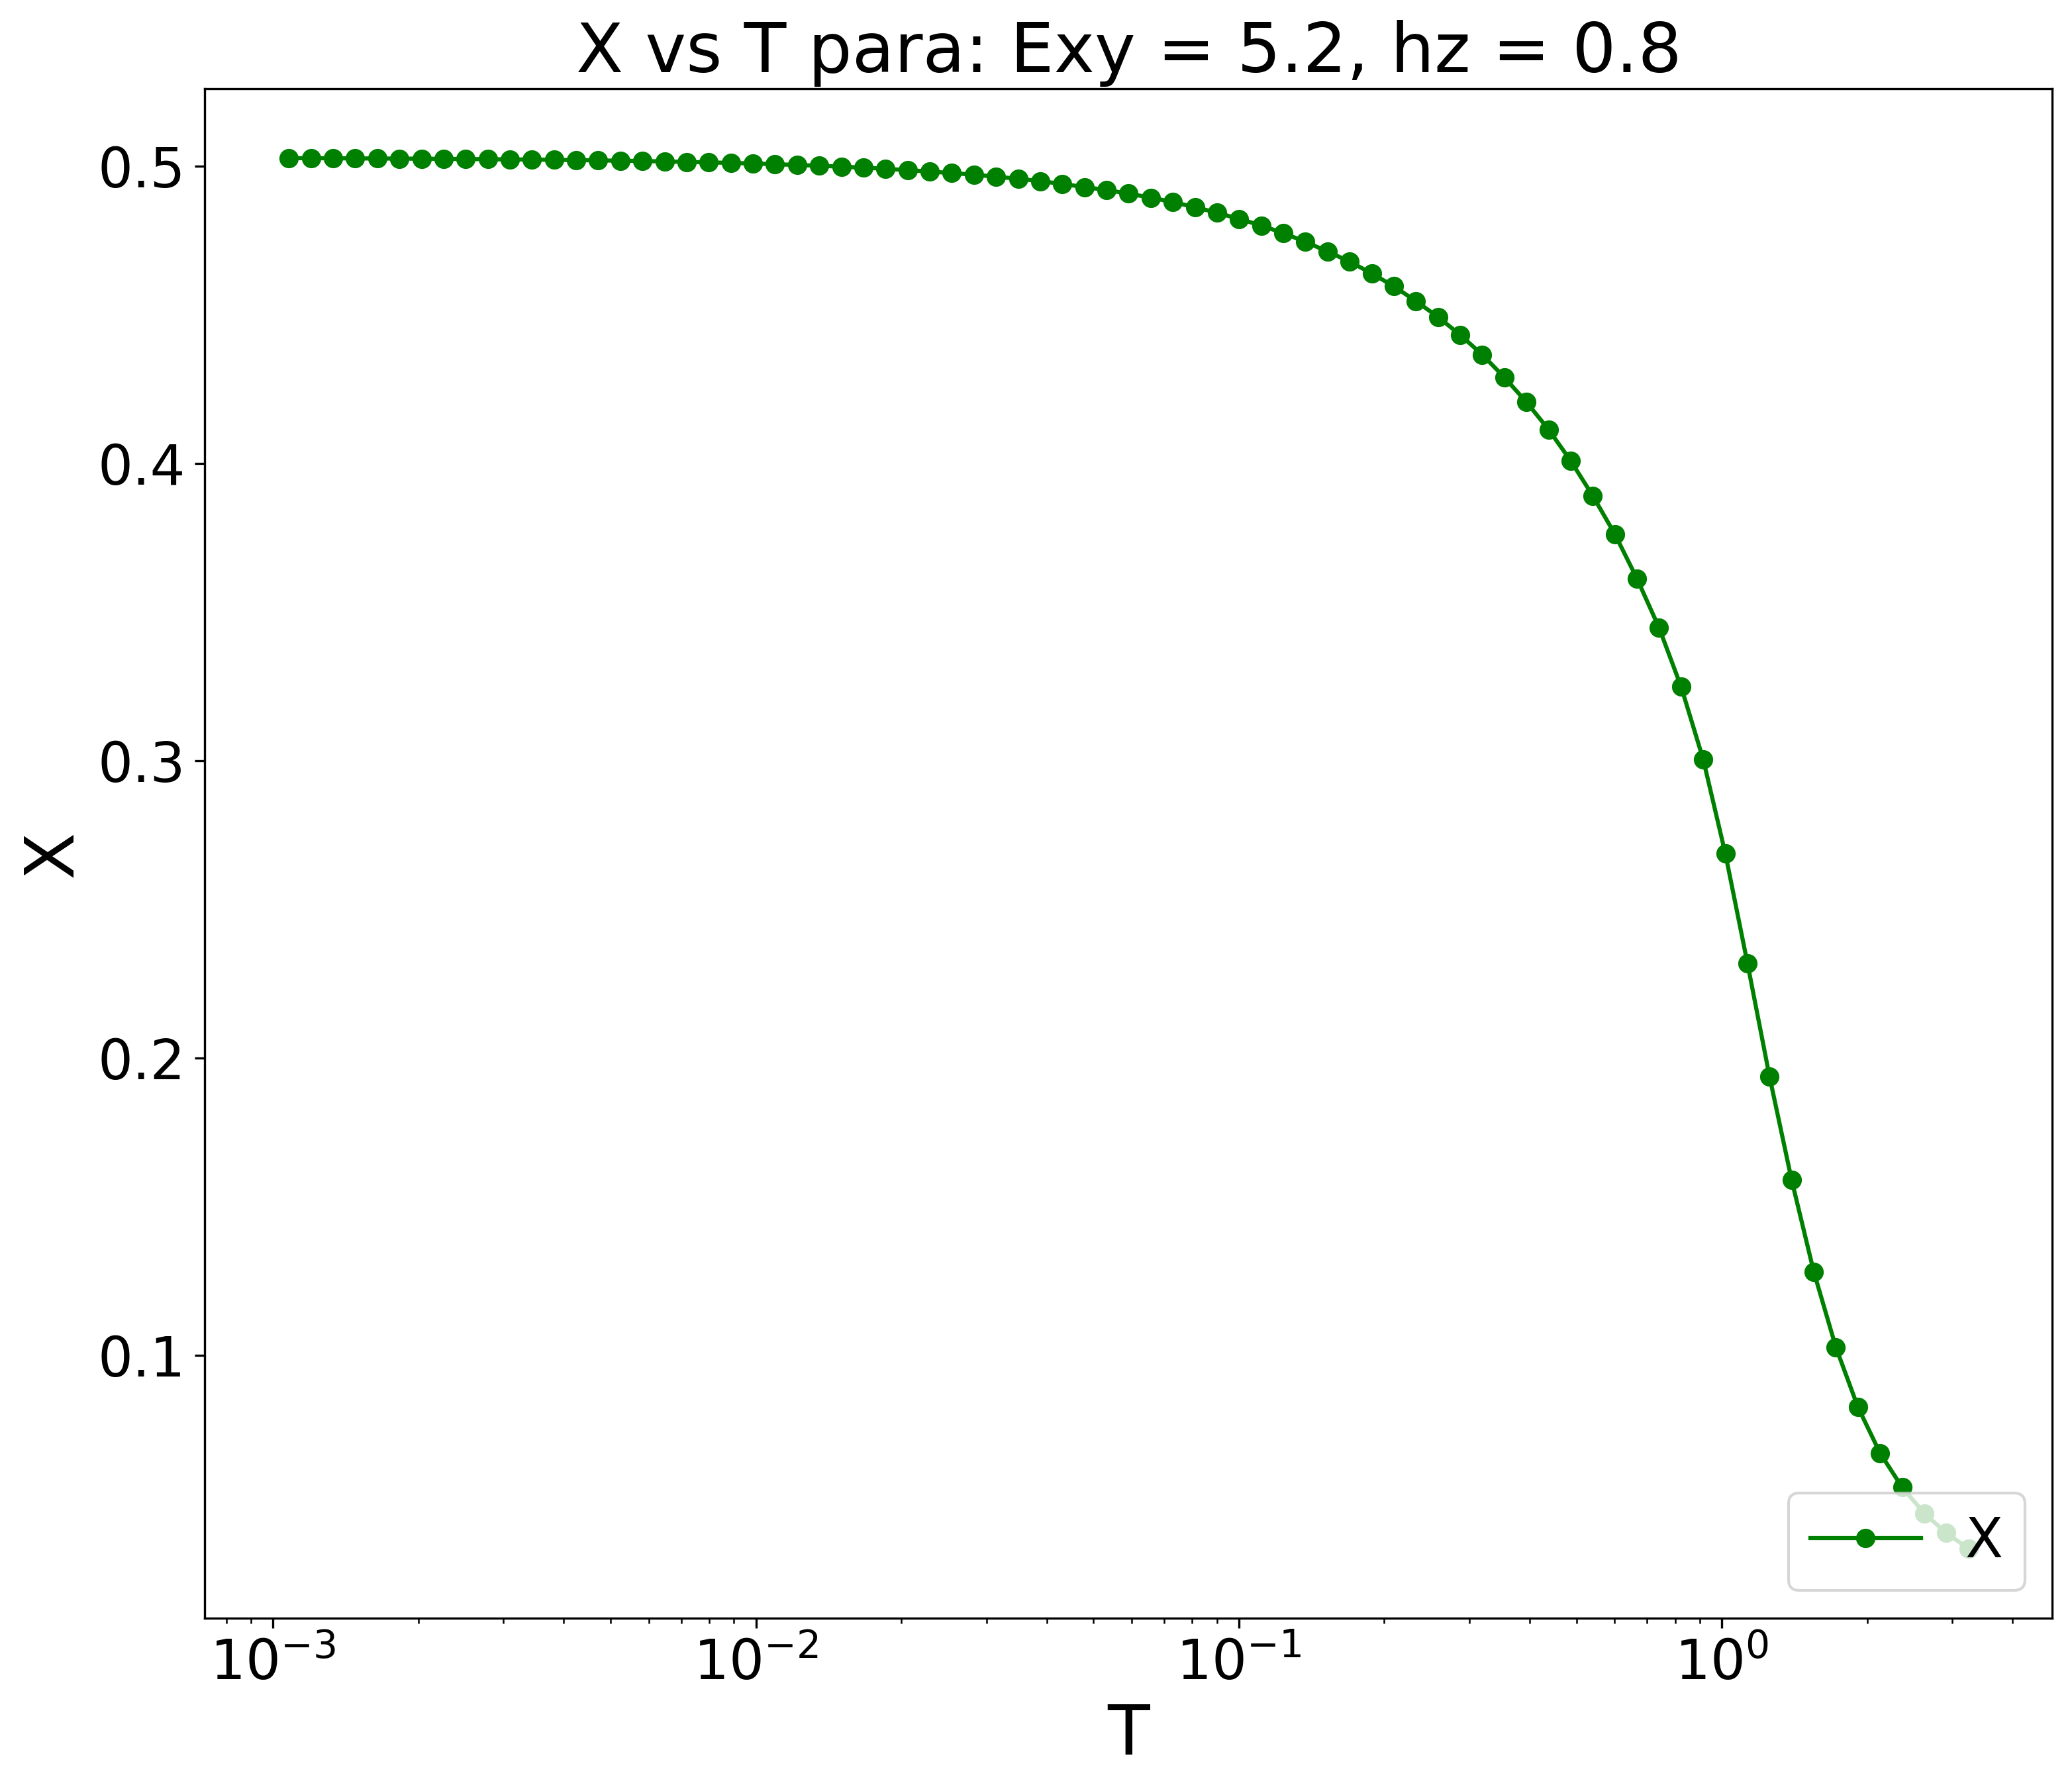 X vs T para: Exy = 5.2, hz = 0.8
0.5
0.4
0.3
0.2
0.1
X
X
10⁻³ 10⁻² 10⁻¹ 10⁰
T